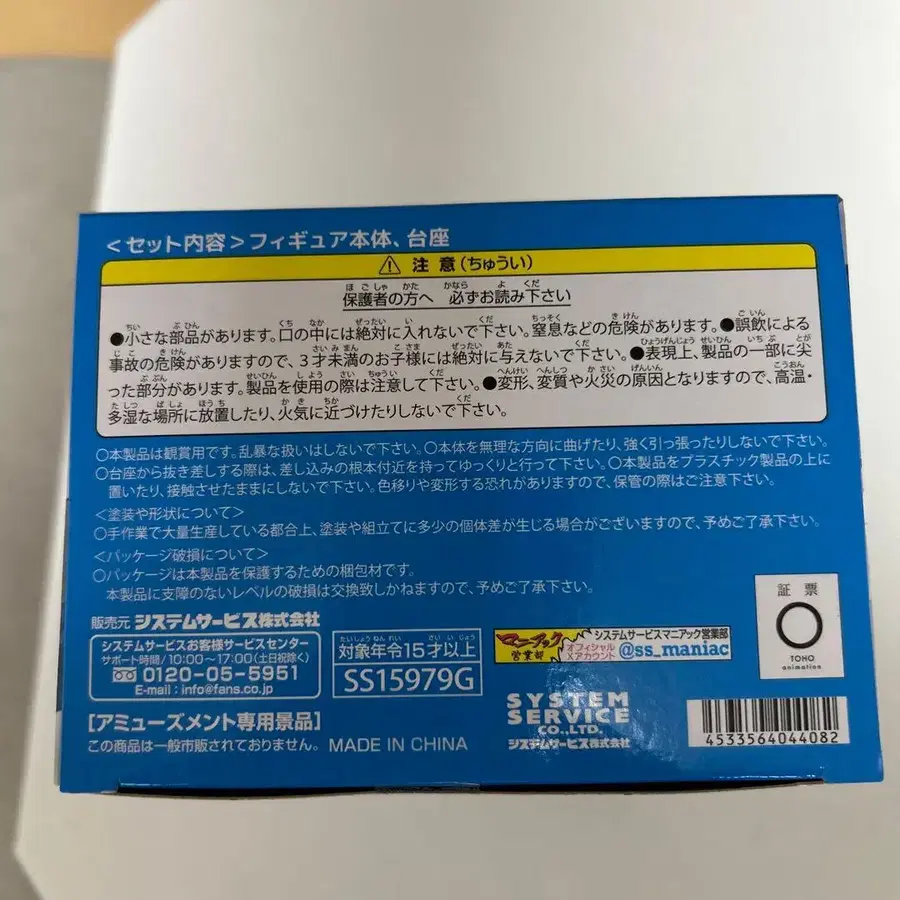 <セット内容>フィギュア本体、台座
⚠ 注意(ちゅうい)
保護者の方へ 必ずお読み下さい
●小さな部品があります。口の中には絶対に入れないで下さい。窒息などの危険があります。●誤飲による
事故の危険がありますので、3才未満のお子様には絶対に与えないで下さい。●表現上、製品の一部に尖
った部分があります。製品を使用の際は注意して下さい。●変形、変質や火災の原因となりますので、高温・
多湿な場所に放置したり、火気に近づけたりしないで下さい。
○本製品は観賞用です。乱暴な扱いはしないで下さい。○本体を無理な方向に曲げたり、強く引っ張ったりしないで下さい。
○台座から抜き差しする際は、差し込みの根本付近を持ってゆっくりと行って下さい。○本製品をプラスチック製品の上に
置いたり、接触させたままにしないで下さい。色移りや変形する恐れがありますので、保管の際はご注意下さい。
<塗装や形状について>
○手作業で大量生産している都合上、塗装や組立てに多少の個体差が生じる場合がございますので、予めご了承下さい。
<パッケージ破損について>
○パッケージは本製品を保護するための梱包材です。
本製品に支障のないレベルの破損は交換致しかねますので、予めご了承下さい。
販売元 システムサービス株式会社
システムサービスお客様サービスセンター
サポート時間/10:00~17:00(土日祝除く)
0120-05-5951
E-mail : info@fans.co.jp
【アミューズメント専用景品】
この商品は一般市販されておりません。
たいしょうねんれい さいいじょう
対象年令15才以上
SS15979G
MADE IN CHINA
マニアック
営業部
オフィシャル
Xアカウント
システムサービスマニアック営業部
@ss_maniac
SYSTEM
SERVICE
CO.,LTD.
システムサービス株式会社
証票
TOHO
animation
4533564044082